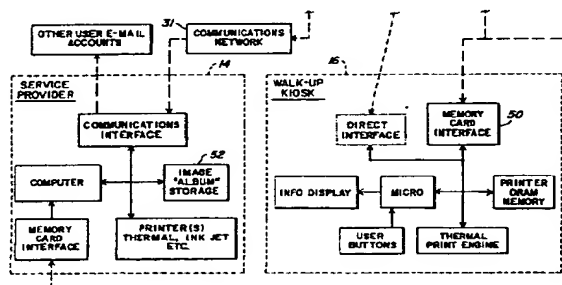 31
OTHER USER E-MAIL
ACCOUNTS
COMMUNICATIONS
NETWORK
14
SERVICE
PROVIDER
COMMUNICATIONS
INTERFACE
52
COMPUTER
IMAGE
"ALBUM"
STORAGE
MEMORY
CARD
INTERFACE
PRINTER(S)
THERMAL, INK JET
ETC.
16
WALK-UP
KIOSK
DIRECT
INTERFACE
MEMORY
CARD
INTERFACE
50
INFO DISPLAY
MICRO
PRINTER
DRAM
MEMORY
USER
BUTTONS
THERMAL
PRINT ENGINE